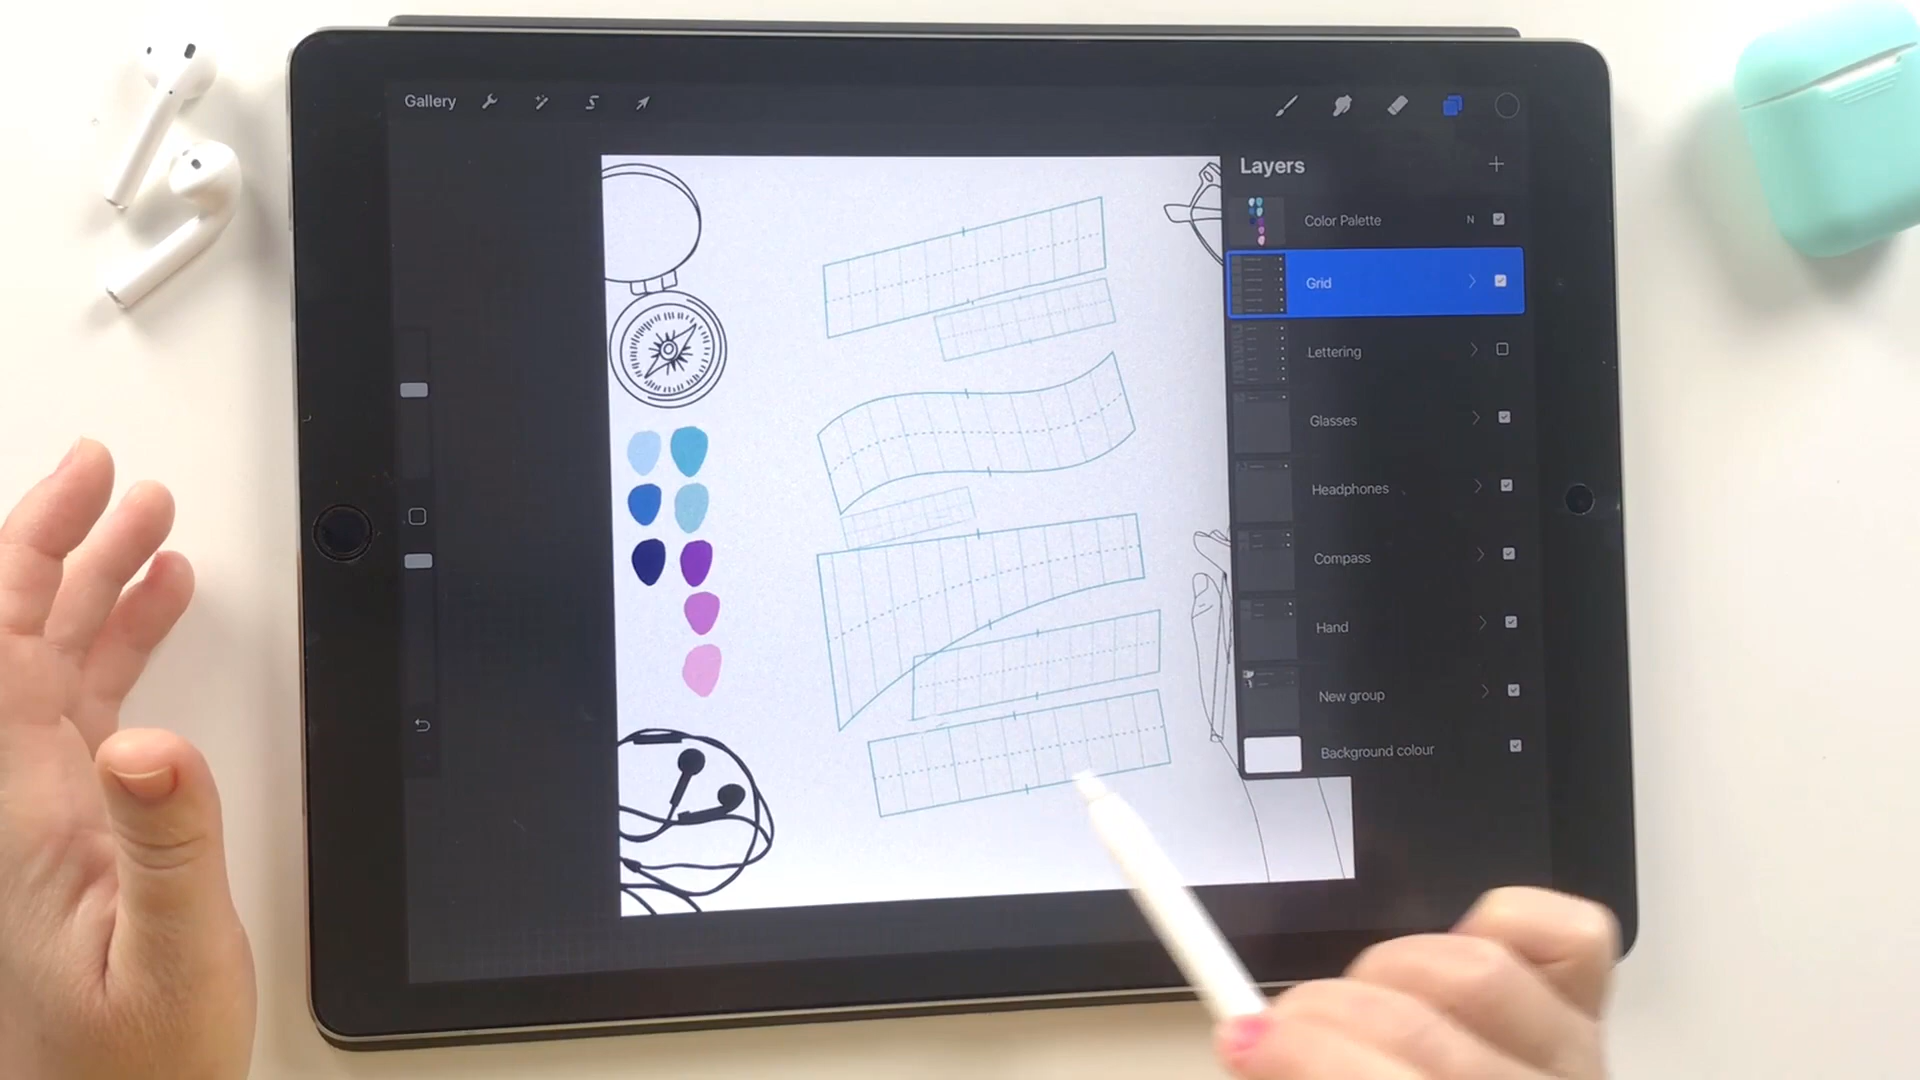 Gallery
Layers
Color Palette N
Grid
Lettering
Glasses
Headphones
Compass
Hand
New group
Background colour